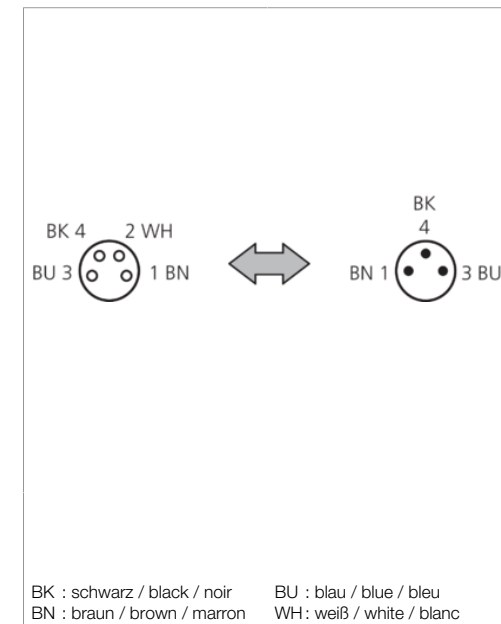 BK 4 2 WH
BU 3 1 BN
BK
4
BN 1 3 BU
BK : schwarz / black / noir BU : blau / blue / bleu
BN : braun / brown / marron WH : weiß / white / blanc